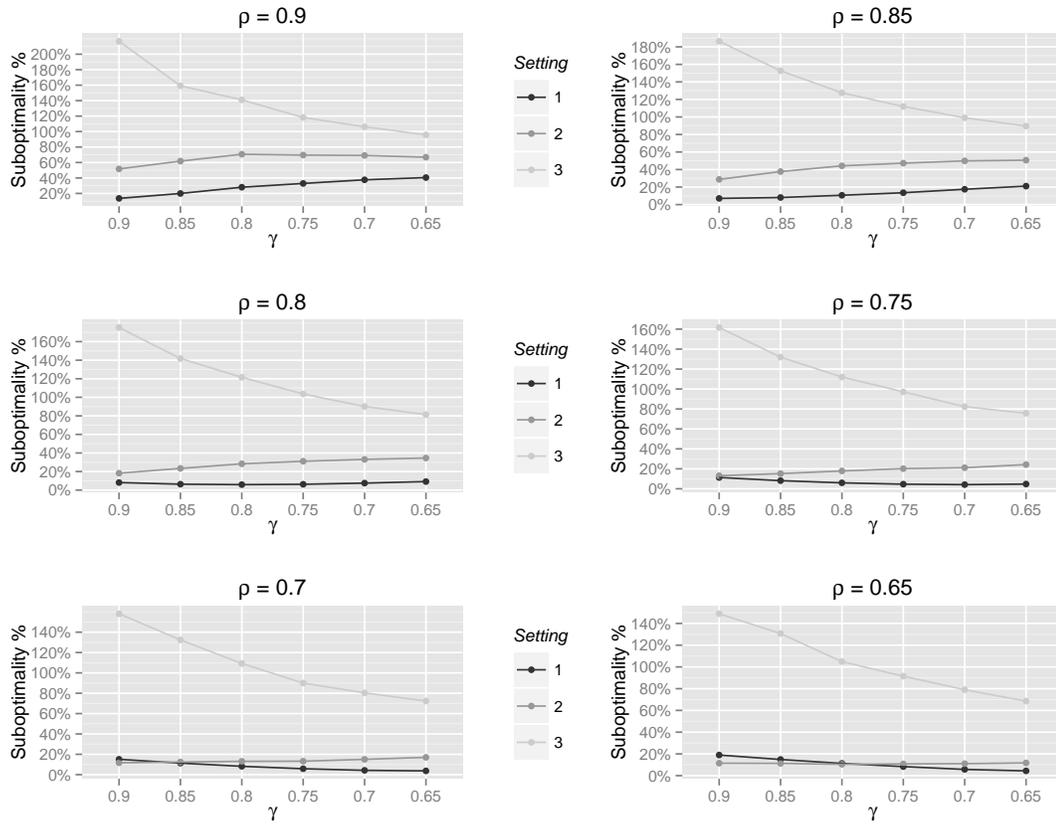 ρ = 0.9
Suboptimality %
200%
180%
160%
140%
120%
100%
80%
60%
40%
20%
0.9 0.85 0.8 0.75 0.7 0.65
γ
Setting
1
2
3
ρ = 0.85
Suboptimality %
180%
160%
140%
120%
100%
80%
60%
40%
20%
0%
0.9 0.85 0.8 0.75 0.7 0.65
γ
ρ = 0.8
Suboptimality %
160%
140%
120%
100%
80%
60%
40%
20%
0%
0.9 0.85 0.8 0.75 0.7 0.65
γ
Setting
1
2
3
ρ = 0.75
Suboptimality %
160%
140%
120%
100%
80%
60%
40%
20%
0%
0.9 0.85 0.8 0.75 0.7 0.65
γ
ρ = 0.7
Suboptimality %
140%
120%
100%
80%
60%
40%
20%
0%
0.9 0.85 0.8 0.75 0.7 0.65
γ
Setting
1
2
3
ρ = 0.65
Suboptimality %
140%
120%
100%
80%
60%
40%
20%
0%
0.9 0.85 0.8 0.75 0.7 0.65
γ